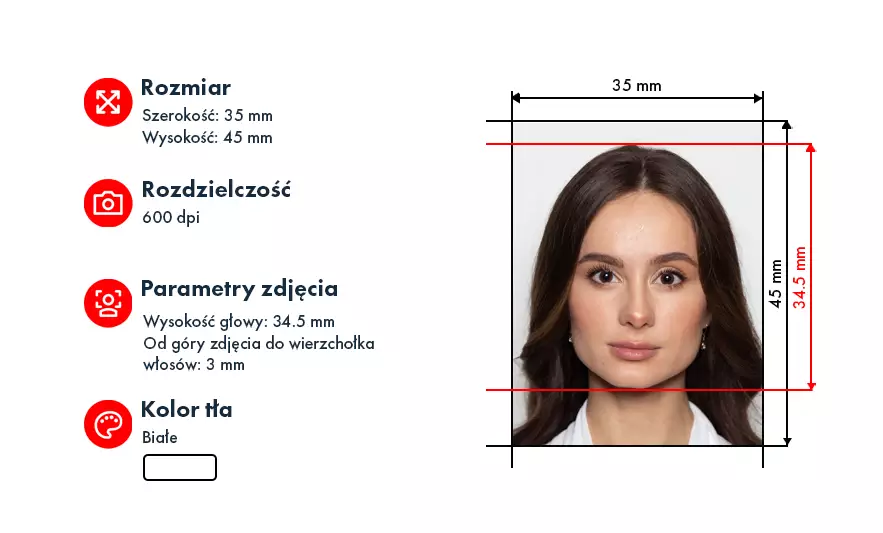 Rozmiar
Szerokość: 35 mm
Wysokość: 45 mm
Rozdzielczość
600 dpi
Parametry zdjęcia
Wysokość głowy: 34.5 mm
Od góry zdjęcia do wierzchołka
włosów: 3 mm
Kolor tła
Białe
35 mm
45 mm
34.5 mm